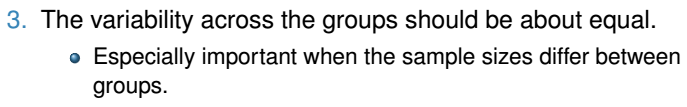 3. The variability across the groups should be about equal.
• Especially important when the sample sizes differ between
groups.